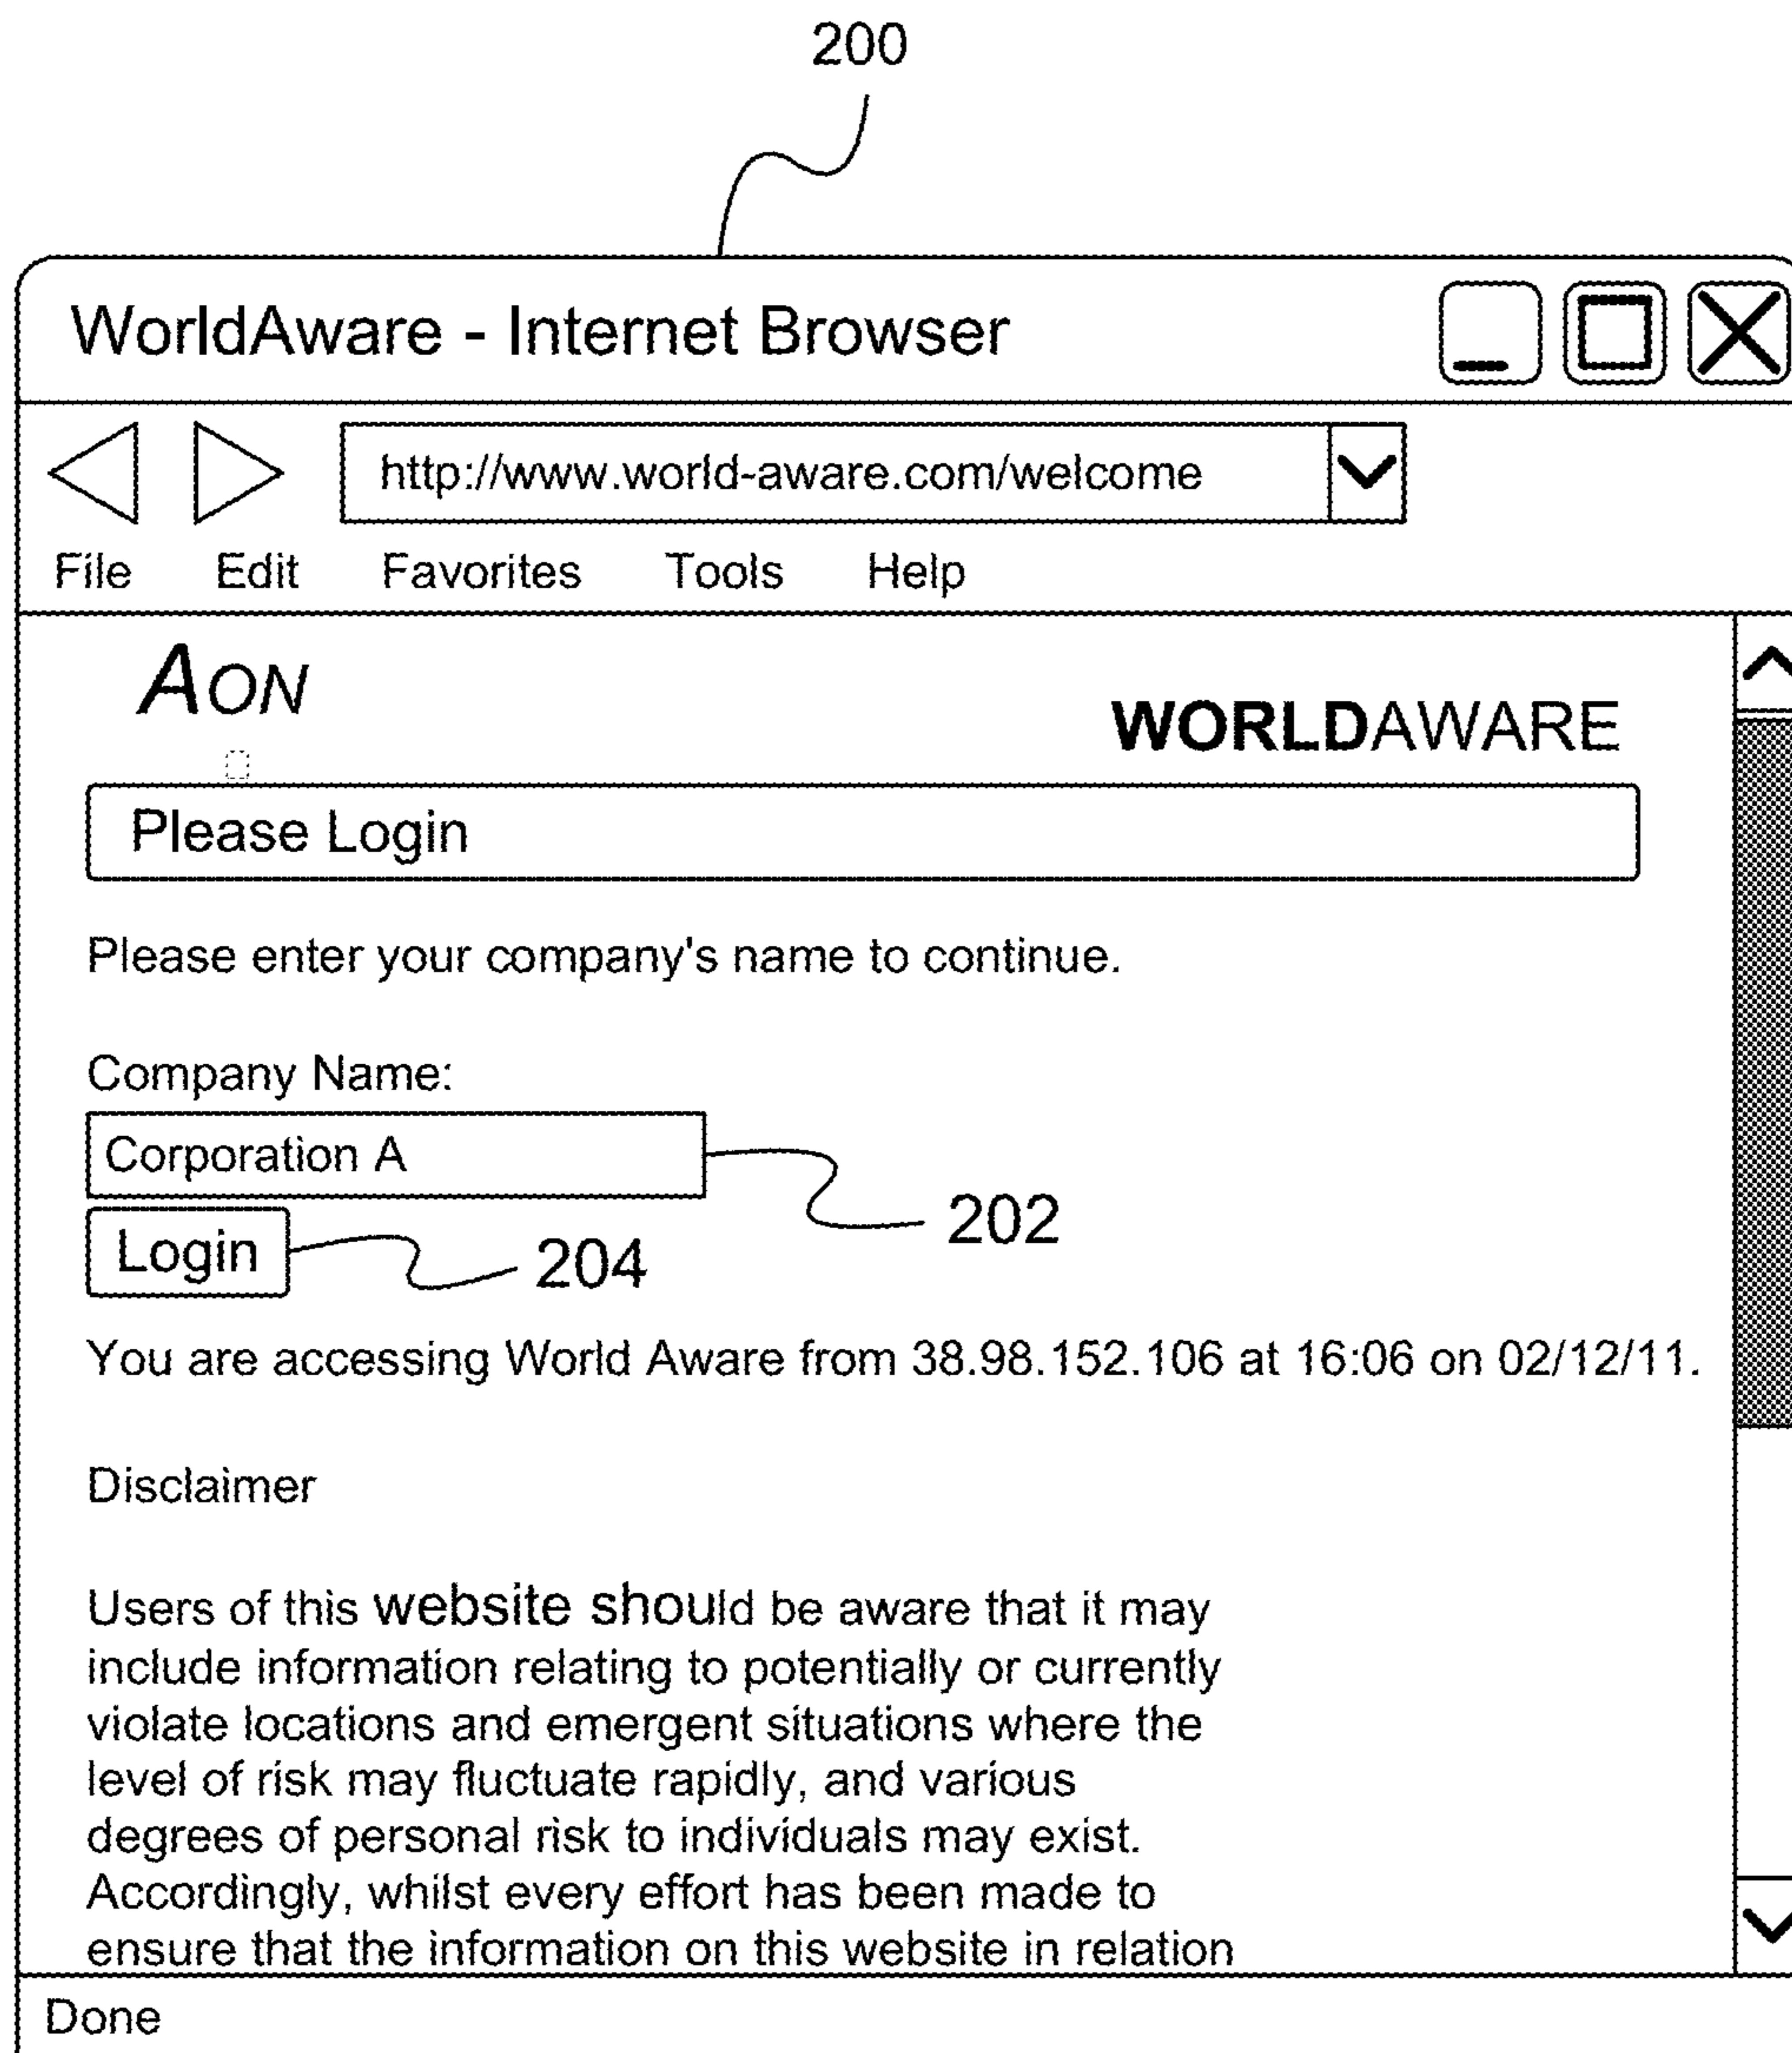 200
WorldAware - Internet Browser
http://www.world-aware.com/welcome
File Edit Favorites Tools Help
AON
WORLDAWARE
Please Login
Please enter your company's name to continue.
Company Name:
Corporation A
202
Login
204
You are accessing World Aware from 38.98.152.106 at 16:06 on 02/12/11.
Disclaimer
Users of this website should be aware that it may
include information relating to potentially or currently
violate locations and emergent situations where the
level of risk may fluctuate rapidly, and various
degrees of personal risk to individuals may exist.
Accordingly, whilst every effort has been made to
ensure that the information on this website in relation
Done